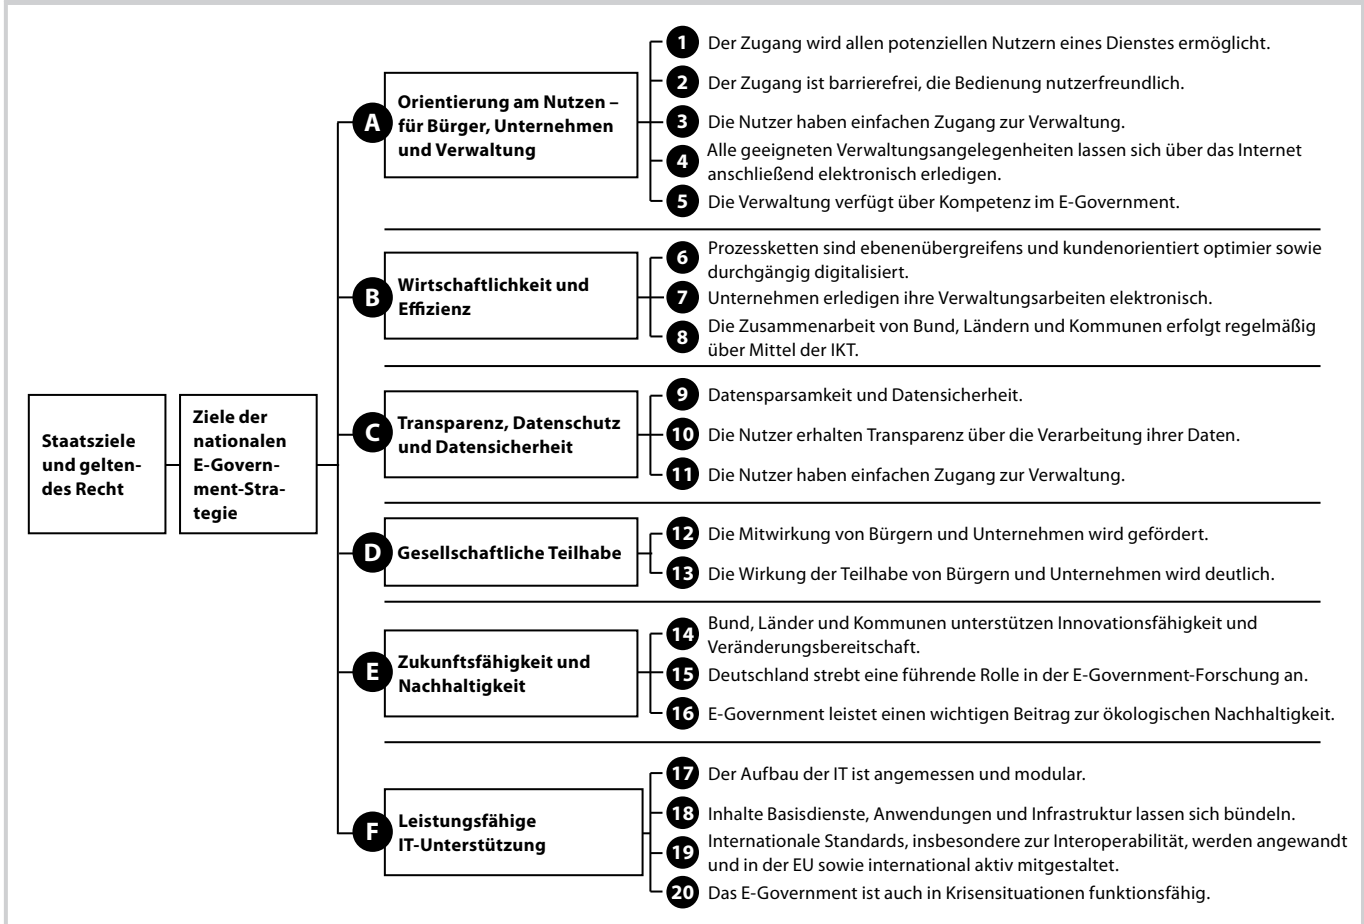 Staatsziele
und gelten-
des Recht
Ziele der
nationalen
E-Govern-
ment-Stra-
tegie
A
Orientierung am Nutzen –
für Bürger, Unternehmen
und Verwaltung
1 Der Zugang wird allen potenziellen Nutzern eines Dienstes ermöglicht.
2 Der Zugang ist barrierefrei, die Bedienung nutzerfreundlich.
3 Die Nutzer haben einfachen Zugang zur Verwaltung.
4 Alle geeigneten Verwaltungsangelegenheiten lassen sich über das Internet
anschließend elektronisch erledigen.
5 Die Verwaltung verfügt über Kompetenz im E-Government.
B
Wirtschaftlichkeit und
Effizienz
6 Prozessketten sind ebenenübergreifens und kundenorientiert optimier sowie
durchgängig digitalisiert.
7 Unternehmen erledigen ihre Verwaltungsarbeiten elektronisch.
8 Die Zusammenarbeit von Bund, Ländern und Kommunen erfolgt regelmäßig
über Mittel der IKT.
C
Transparenz, Datenschutz
und Datensicherheit
9 Datensparsamkeit und Datensicherheit.
10 Die Nutzer erhalten Transparenz über die Verarbeitung ihrer Daten.
11 Die Nutzer haben einfachen Zugang zur Verwaltung.
D
Gesellschaftliche Teilhabe
12 Die Mitwirkung von Bürgern und Unternehmen wird gefördert.
13 Die Wirkung der Teilhabe von Bürgern und Unternehmen wird deutlich.
E
Zukunftsfähigkeit und
Nachhaltigkeit
14 Bund, Länder und Kommunen unterstützen Innovationsfähigkeit und
Veränderungsbereitschaft.
15 Deutschland strebt eine führende Rolle in der E-Government-Forschung an.
16 E-Government leistet einen wichtigen Beitrag zur ökologischen Nachhaltigkeit.
F
Leistungsfähige
IT-Unterstützung
17 Der Aufbau der IT ist angemessen und modular.
18 Inhalte Basisdienste, Anwendungen und Infrastruktur lassen sich bündeln.
19 Internationale Standards, insbesondere zur Interoperabilität, werden angewandt
und in der EU sowie international aktiv mitgestaltet.
20 Das E-Government ist auch in Krisensituationen funktionsfähig.